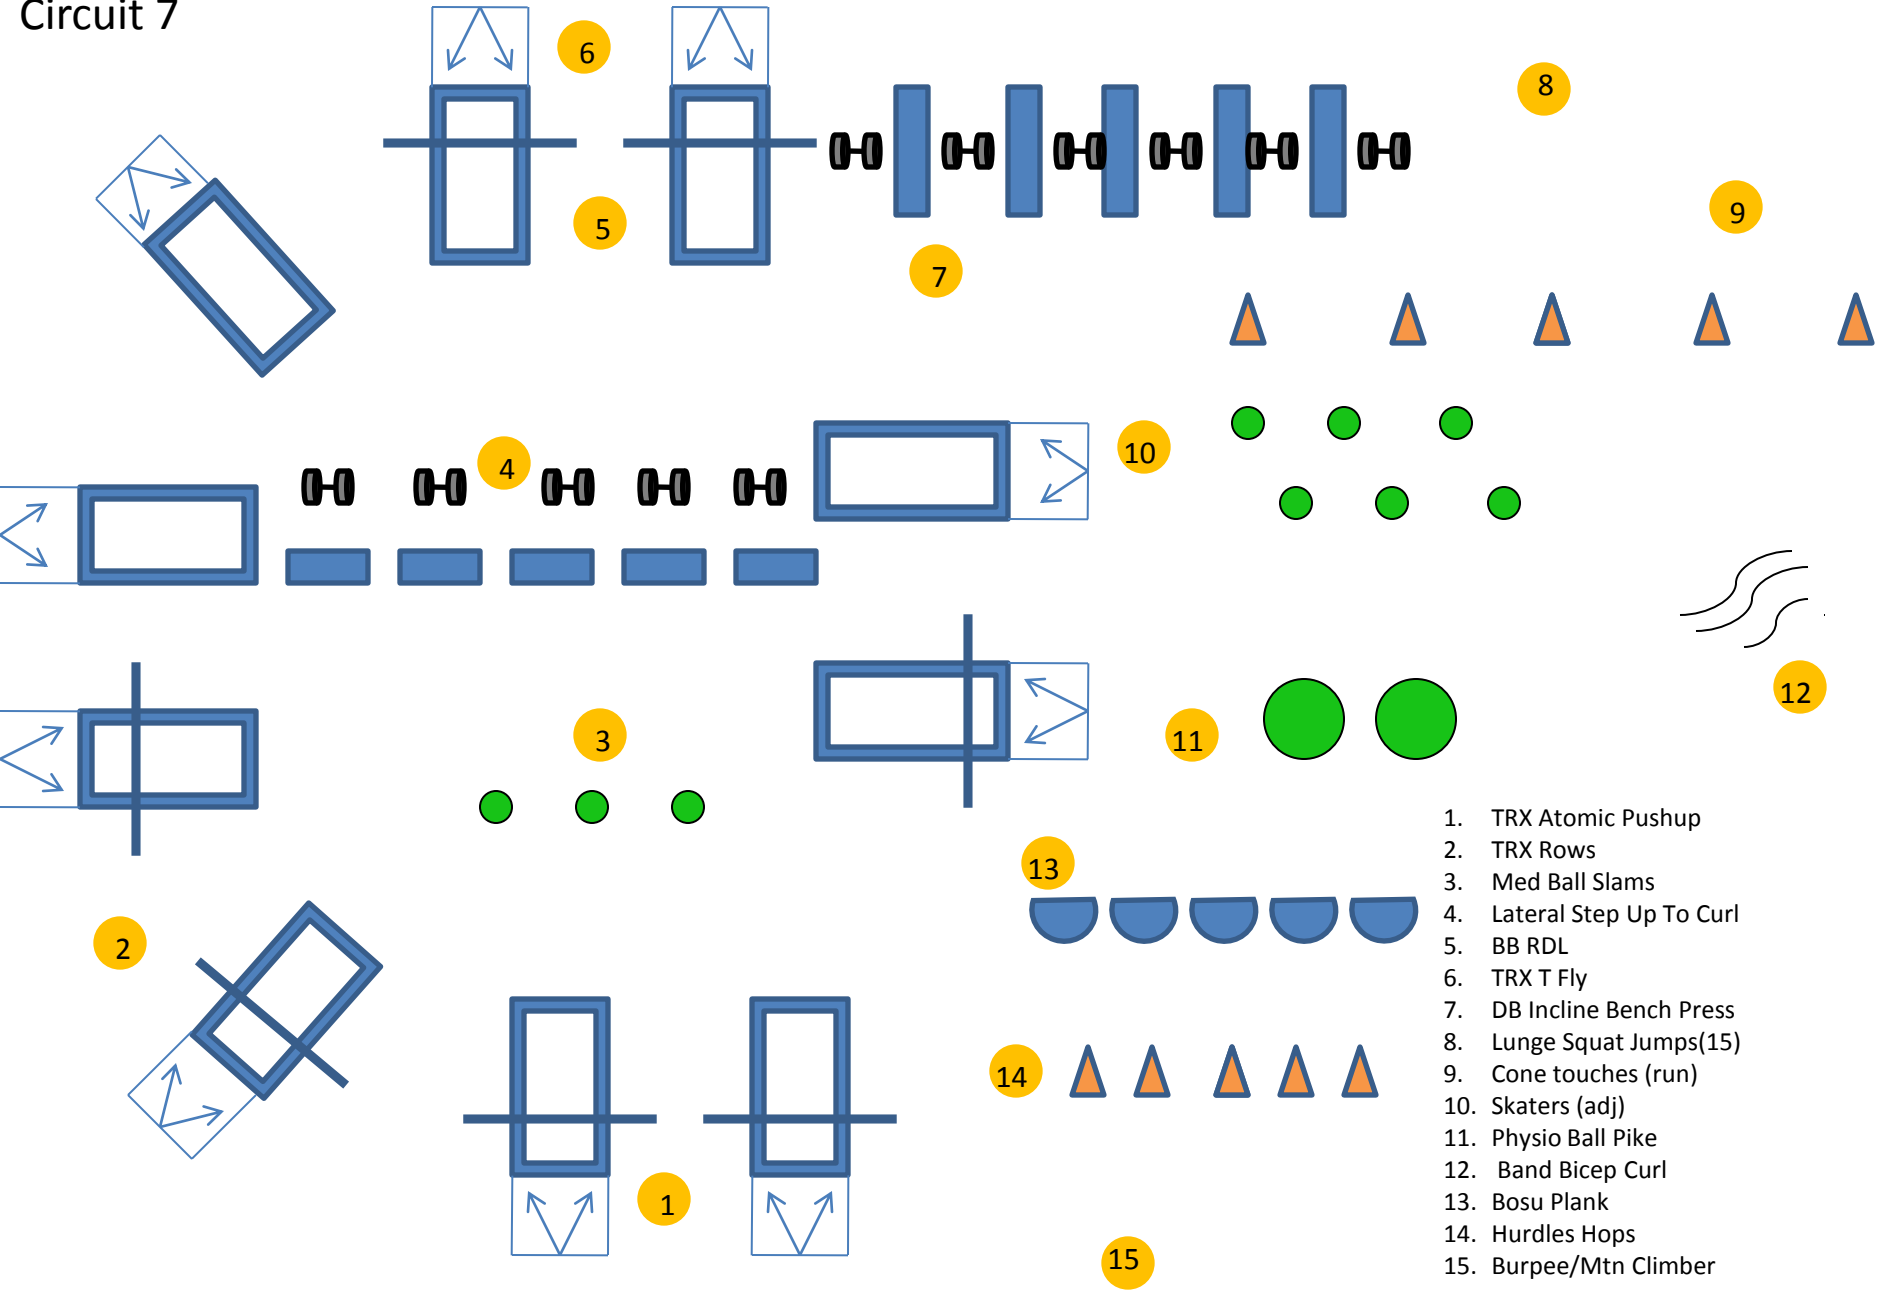 Circuit 7
6
8
9
5
7
4
10
12
3
11
13
2
14
1
15
1. TRX Atomic Pushup
2. TRX Rows
3. Med Ball Slams
4. Lateral Step Up To Curl
5. BB RDL
6. TRX T Fly
7. DB Incline Bench Press
8. Lunge Squat Jumps(15)
9. Cone touches (run)
10. Skaters (adj)
11. Physio Ball Pike
12. Band Bicep Curl
13. Bosu Plank
14. Hurdles Hops
15. Burpee/Mtn Climber